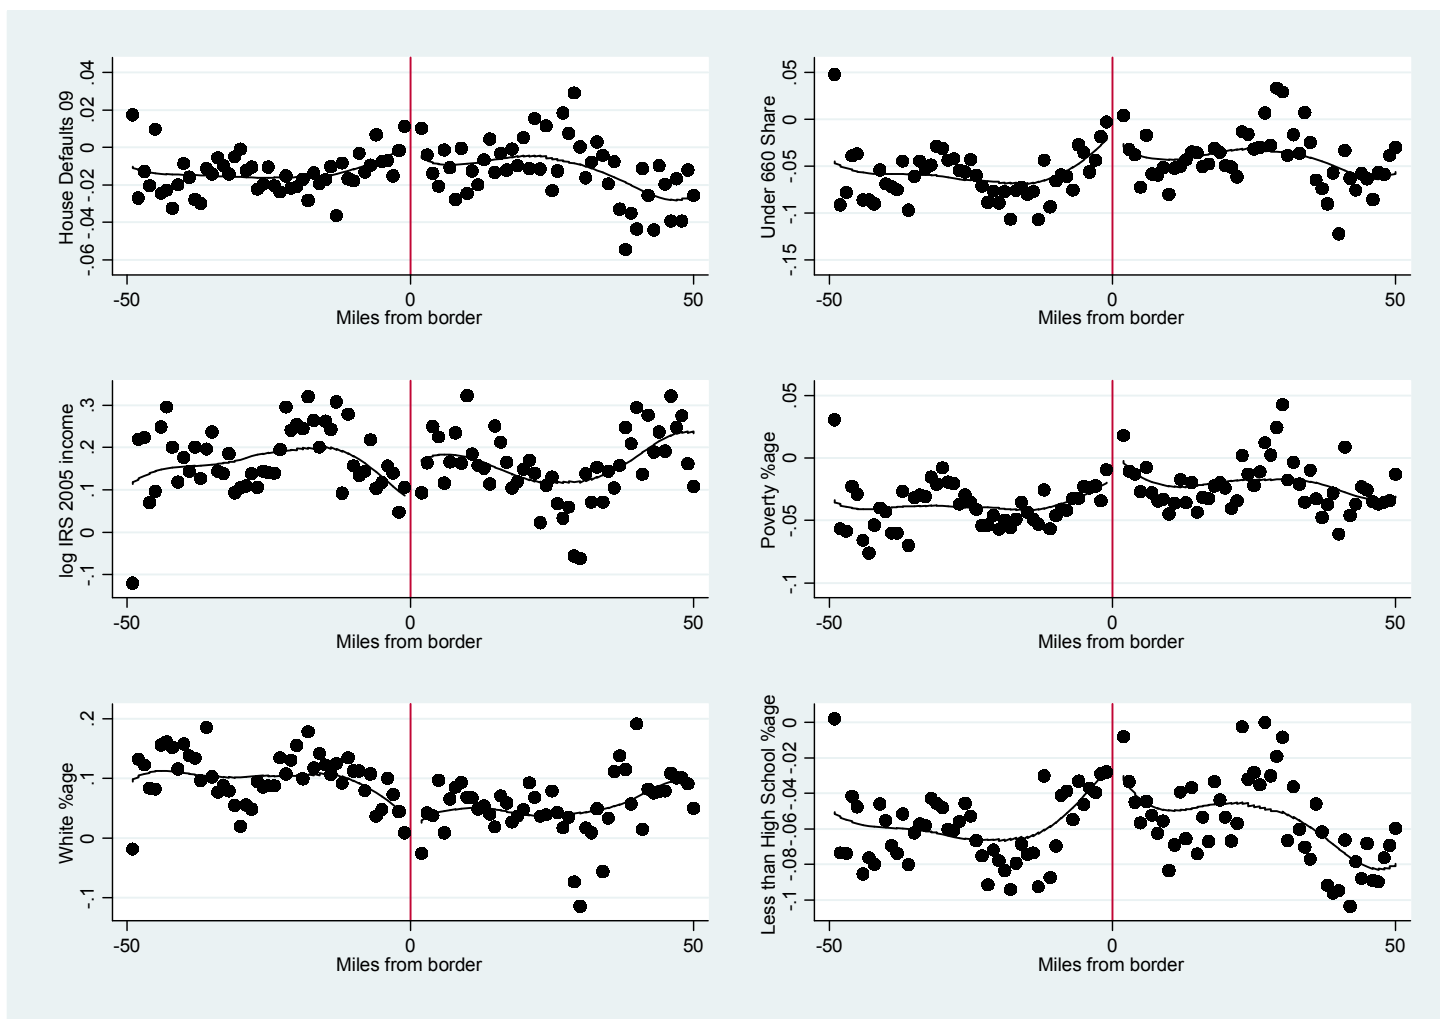 House Defaults 09
.04
.02
0
-.02
-.04
-.06
-50 0 50
Miles from border
Under 660 Share
.05
0
-.05
-.1
-.15
-50 0 50
Miles from border
log IRS 2005 income
.3
.2
.1
0
-.1
-50 0 50
Miles from border
Poverty %age
.05
0
-.05
-.1
-50 0 50
Miles from border
White %age
.2
.1
0
-.1
-50 0 50
Miles from border
Less than High School %age
0
-.02
-.04
-.06
-.08
-.1
-50 0 50
Miles from border